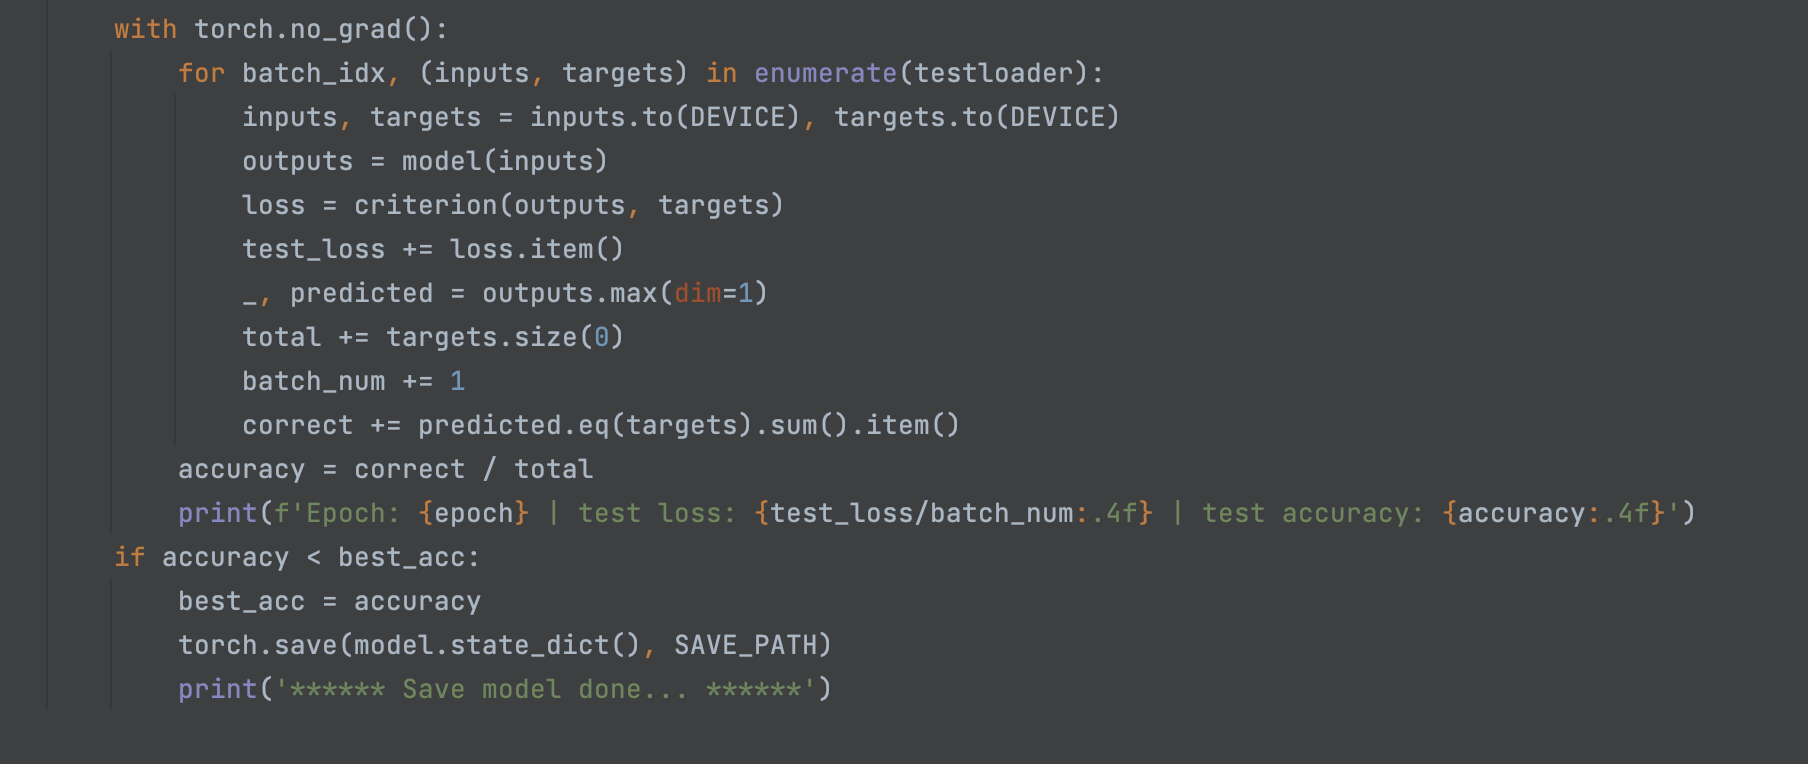 with torch.no_grad():
for batch_idx, (inputs, targets) in enumerate(testloader):
inputs, targets = inputs.to(DEVICE), targets.to(DEVICE)
outputs = model(inputs)
loss = criterion(outputs, targets)
test_loss += loss.item()
_, predicted = outputs.max(dim=1)
total += targets.size(0)
batch_num += 1
correct += predicted.eq(targets).sum().item()
accuracy = correct / total
print(f'Epoch: {epoch} | test loss: {test_loss/batch_num:.4f} | test accuracy: {accuracy:.4f}')
if accuracy < best_acc:
best_acc = accuracy
torch.save(model.state_dict(), SAVE_PATH)
print('****** Save model done... ******')